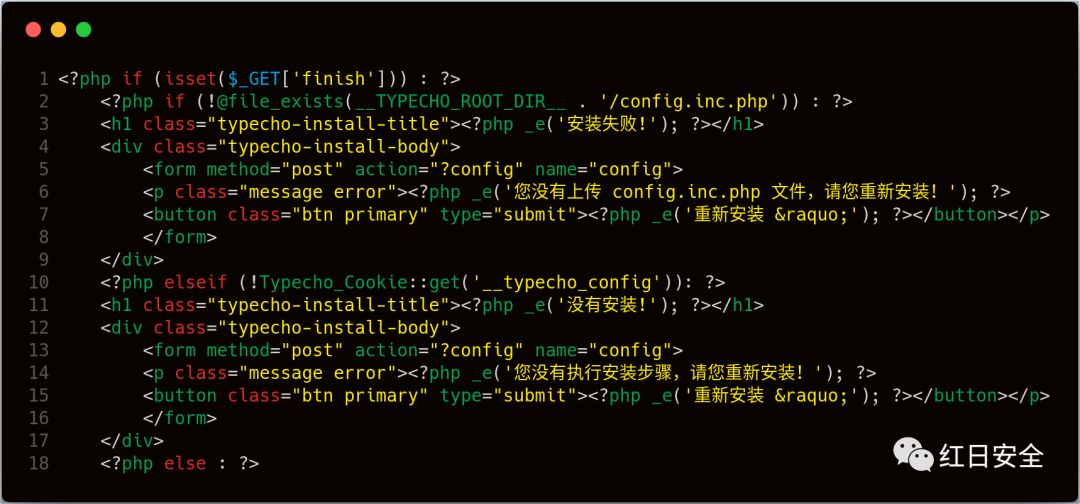 1 <?php if (isset($_GET['finish'])) : ?>
2     <?php if (!@file_exists(__TYPECHO_ROOT_DIR__ . '/config.inc.php')) : ?>
3     <h1 class="typecho-install-title"><?php _e('安装失败!'); ?></h1>
4     <div class="typecho-install-body">
5         <form method="post" action="?config" name="config">
6         <p class="message error"><?php _e('您没有上传 config.inc.php 文件，请您重新安装！'); ?>
7         <button class="btn primary" type="submit"><?php _e('重新安装 &raquo;'); ?></button></p>
8         </form>
9     </div>
10     <?php elseif (!Typecho_Cookie::get('__typecho_config')): ?>
11     <h1 class="typecho-install-title"><?php _e('没有安装!'); ?></h1>
12     <div class="typecho-install-body">
13         <form method="post" action="?config" name="config">
14         <p class="message error"><?php _e('您没有执行安装步骤，请您重新安装！'); ?>
15         <button class="btn primary" type="submit"><?php _e('重新安装 &raquo;'); ?></button></p>
16         </form>
17     </div>
18     <?php else : ?>
红日安全